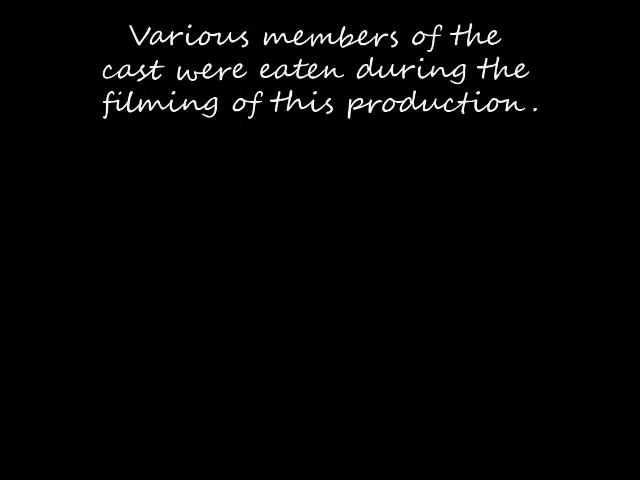 Various members of the
cast were eaten during the
filming of this production.